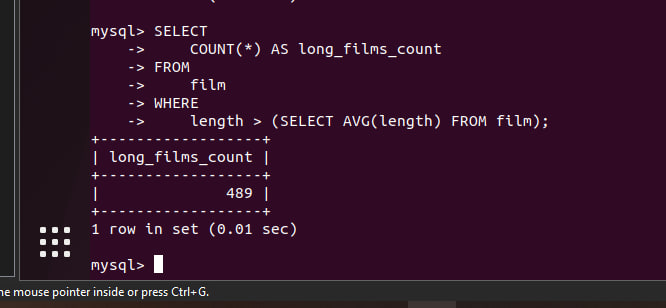 mysql> SELECT
    ->     COUNT(*) AS long_films_count
    -> FROM
    ->     film
    -> WHERE
    ->     length > (SELECT AVG(length) FROM film);
+------------------+
| long_films_count |
+------------------+
|              489 |
+------------------+
1 row in set (0.01 sec)
mysql>
he mouse pointer inside or press Ctrl+G.